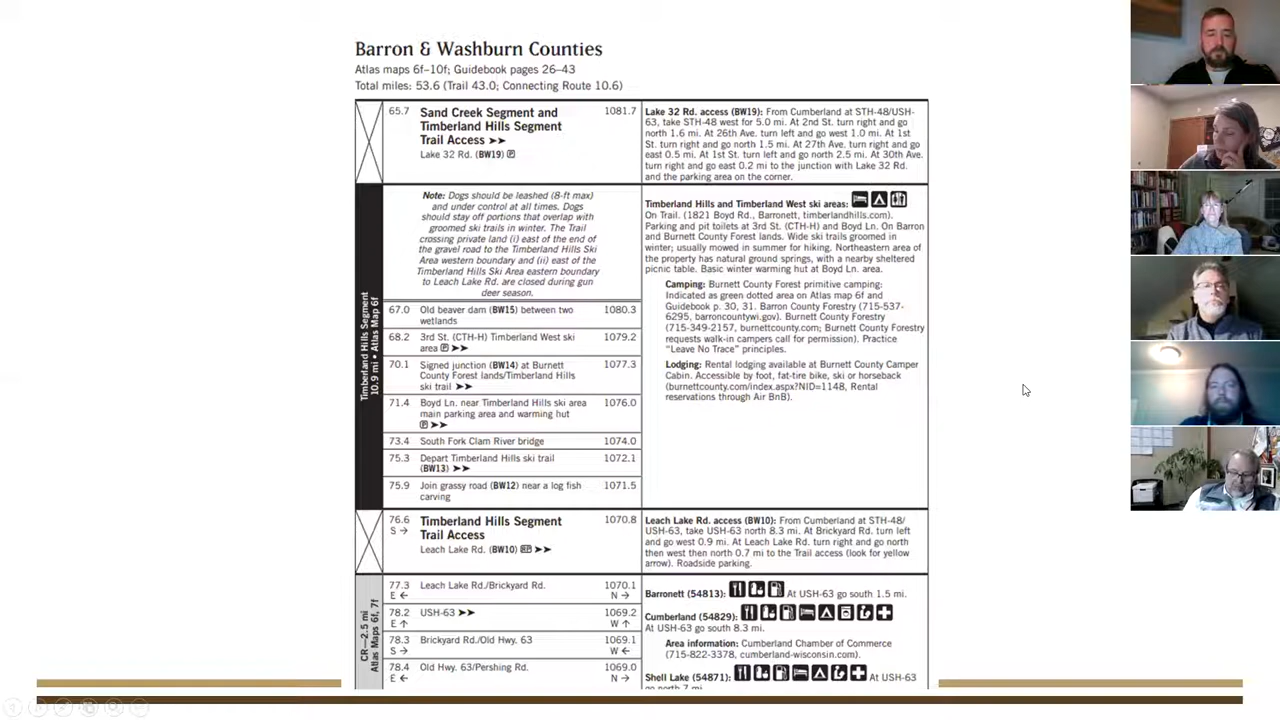 Barron & Washburn Counties
Atlas maps 6f–10f; Guidebook pages 26–43
Total miles: 53.6 (Trail 43.0; Connecting Route 10.6)
65.7 Sand Creek Segment and 1081.7
Timberland Hills Segment
Trail Access ➤➤
Lake 32 Rd. (BW19) P
Lake 32 Rd. access (BW19): From Cumberland at STH-48/USH-
63, take STH-48 west for 5.0 mi. At 2nd St. turn right and go
north 1.6 mi. At 26th Ave. turn left and go west 1.0 mi. At 1st
St. turn right and go north 1.5 mi. At 27th Ave. turn right and go
east 0.5 mi. At 1st St. turn left and go north 2.5 mi. At 30th Ave.
turn right and go east 0.2 mi to the junction with Lake 32 Rd.
and the parking area on the corner.
Timberland Hills Segment
10.9 mi • Atlas Map 6f
Note: Dogs should be leashed (8-ft max)
and under control at all times. Dogs
should stay off portions that overlap with
groomed ski trails in winter. The Trail
crossing private land (i) east of the end of
the gravel road to the Timberland Hills Ski
Area western boundary and (ii) east of the
Timberland Hills Ski Area eastern boundary
to Leach Lake Rd. are closed during gun
deer season.
67.0 Old beaver dam (BW15) between two 1080.3
wetlands
68.2 3rd St. (CTH-H) Timberland West ski 1079.2
area P ➤➤
70.1 Signed junction (BW14) at Burnett 1077.3
County Forest lands/Timberland Hills
ski trail ➤➤
71.4 Boyd Ln. near Timberland Hills ski area 1076.0
main parking area and warming hut
P ➤➤
73.4 South Fork Clam River bridge 1074.0
75.3 Depart Timberland Hills ski trail 1072.1
(BW13) ➤➤
75.9 Join grassy road (BW12) near a log fish 1071.5
carving
Timberland Hills and Timberland West ski areas:
On Trail. (1821 Boyd Rd., Barronett, timberlandhills.com).
Parking and pit toilets at 3rd St. (CTH-H) and Boyd Ln. On Barron
and Burnett County Forest lands. Wide ski trails groomed in
winter; usually mowed in summer for hiking. Northeastern area of
the property has natural ground springs, with a nearby sheltered
picnic table. Basic winter warming hut at Boyd Ln. area.
Camping: Burnett County Forest primitive camping:
Indicated as green dotted area on Atlas map 6f and
Guidebook p. 30, 31. Barron County Forestry (715-537-
6295, barroncountywi.gov). Burnett County Forestry
(715-349-2157, burnettcounty.com; Burnett County Forestry
requests walk-in campers call for permission). Practice
“Leave No Trace” principles.
Lodging: Rental lodging available at Burnett County Camper
Cabin. Accessible by foot, fat-tire bike, ski or horseback
(burnettcounty.com/index.aspx?NID=1148, Rental
reservations through Air BnB).
76.6 Timberland Hills Segment 1070.8
S → Trail Access
Leach Lake Rd. (BW10) RP ➤➤
Leach Lake Rd. access (BW10): From Cumberland at STH-48/
USH-63, take USH-63 north 8.3 mi. At Brickyard Rd. turn left
and go west 0.9 mi. At Leach Lake Rd. turn right and go north
then west then north 0.7 mi to the Trail access (look for yellow
arrow). Roadside parking.
CR—2.5 mi
Atlas Maps 6f, 7f
77.3 Leach Lake Rd./Brickyard Rd. 1070.1
E ← N →
78.2 USH-63 ➤➤ 1069.2
E ↑ W ↑
78.3 Brickyard Rd./Old Hwy. 63 1069.1
S → W ←
78.4 Old Hwy. 63/Pershing Rd. 1069.0
E ← N →
Barronett (54813): At USH-63 go south 1.5 mi.
Cumberland (54829):
At USH-63 go south 8.3 mi.
Area information: Cumberland Chamber of Commerce
(715-822-3378, cumberland-wisconsin.com).
Shell Lake (54871): At USH-63
go north 7 mi.